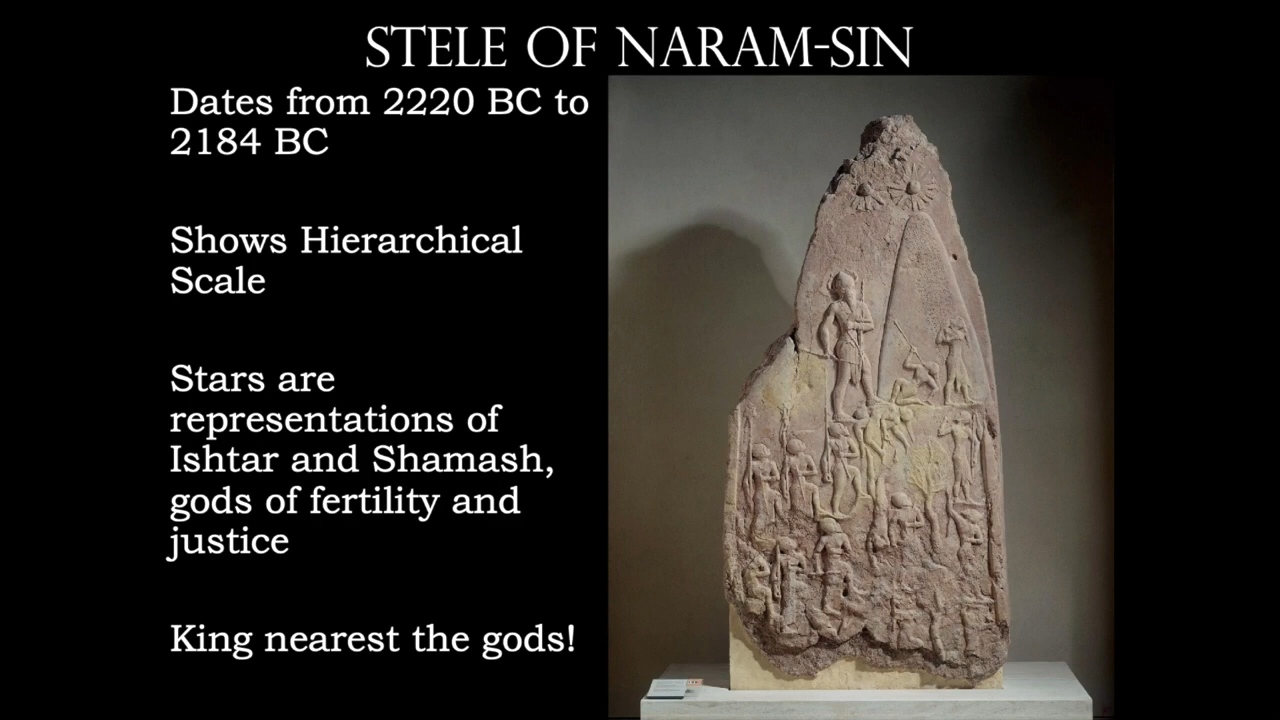 STELE OF NARAM-SIN
Dates from 2220 BC to
2184 BC
Shows Hierarchical
Scale
Stars are
representations of
Ishtar and Shamash,
gods of fertility and
justice
King nearest the gods!